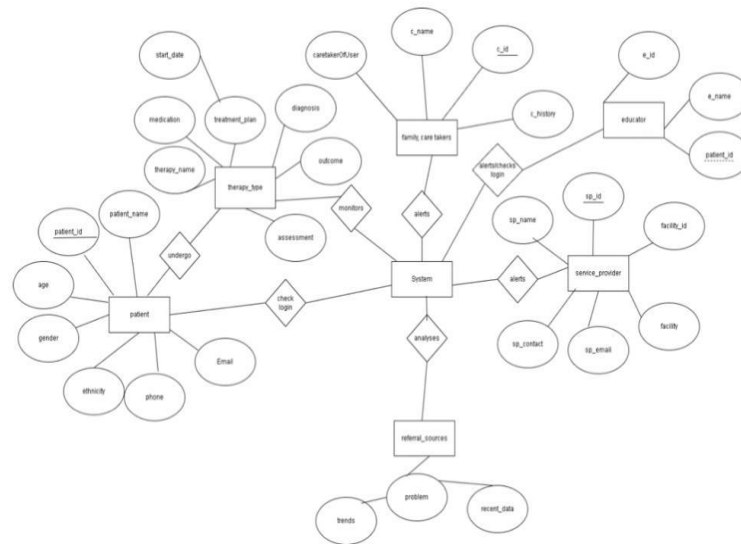 c_name
start_date
caretakerOfUser
c_id
e_id
medication
treatment_plan
diagnosis
e_name
c_history
family,care takers
educator
therapy_name
outcome
alerts/checks
login
patient_id
therapy_type
patient_name
monitors
alerts
sp_id
patient_id
sp_name
facility_id
assessment
undergo
System
alerts
service_provider
age
check
login
patient
gender
analyses
facility
Email
sp_contact
sp_email
ethnicity
phone
referral_sources
problem
recent_data
trends